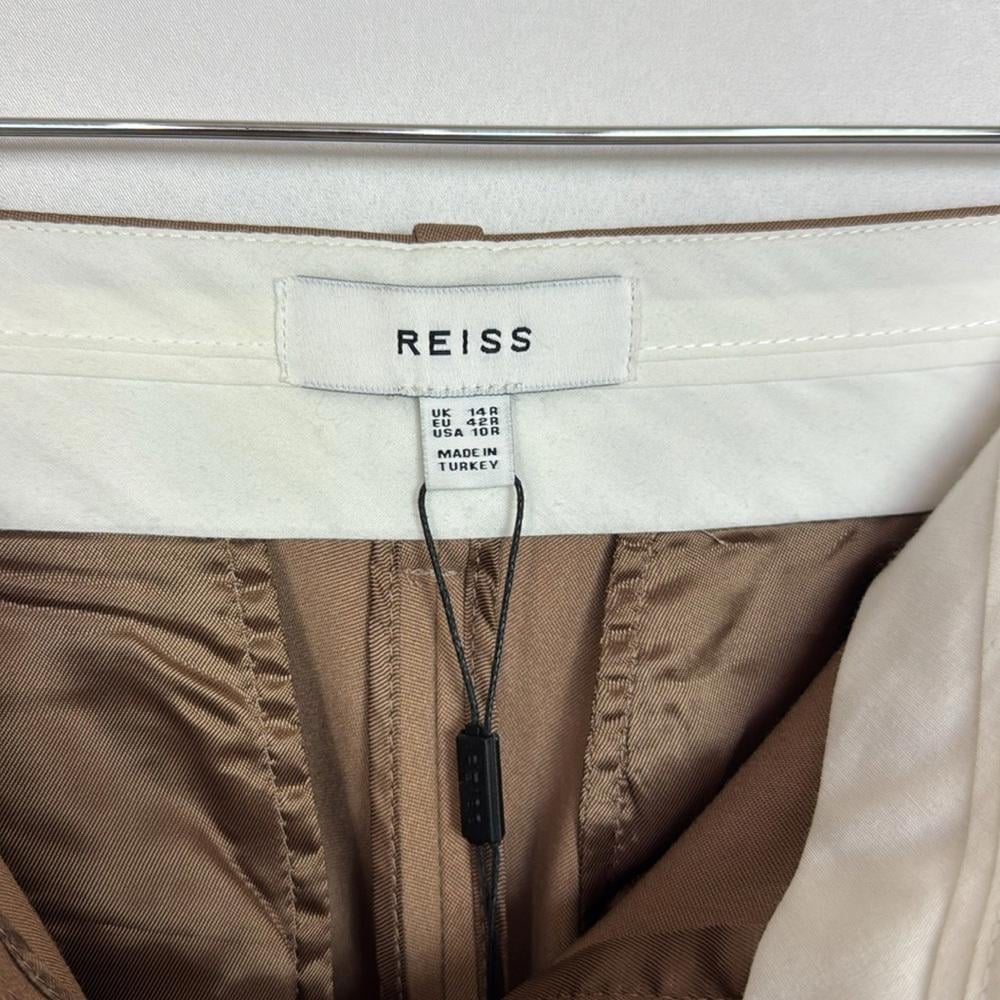 REISS
UK 14R
EU 42R
USA 10R
MADE IN
TURKEY